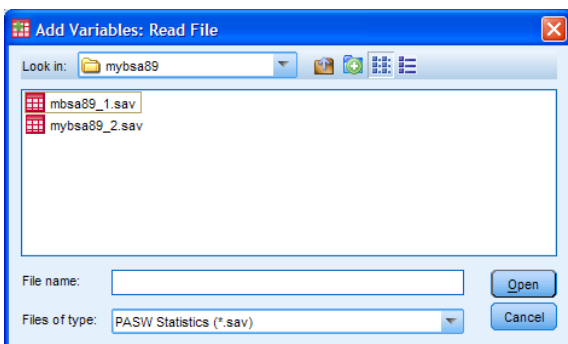 Add Variables: Read File
Look in: mybsa89
mbsa89_1.sav
mybsa89_2.sav
File name:
Open
Files of type: PASW Statistics (*.sav)
Cancel